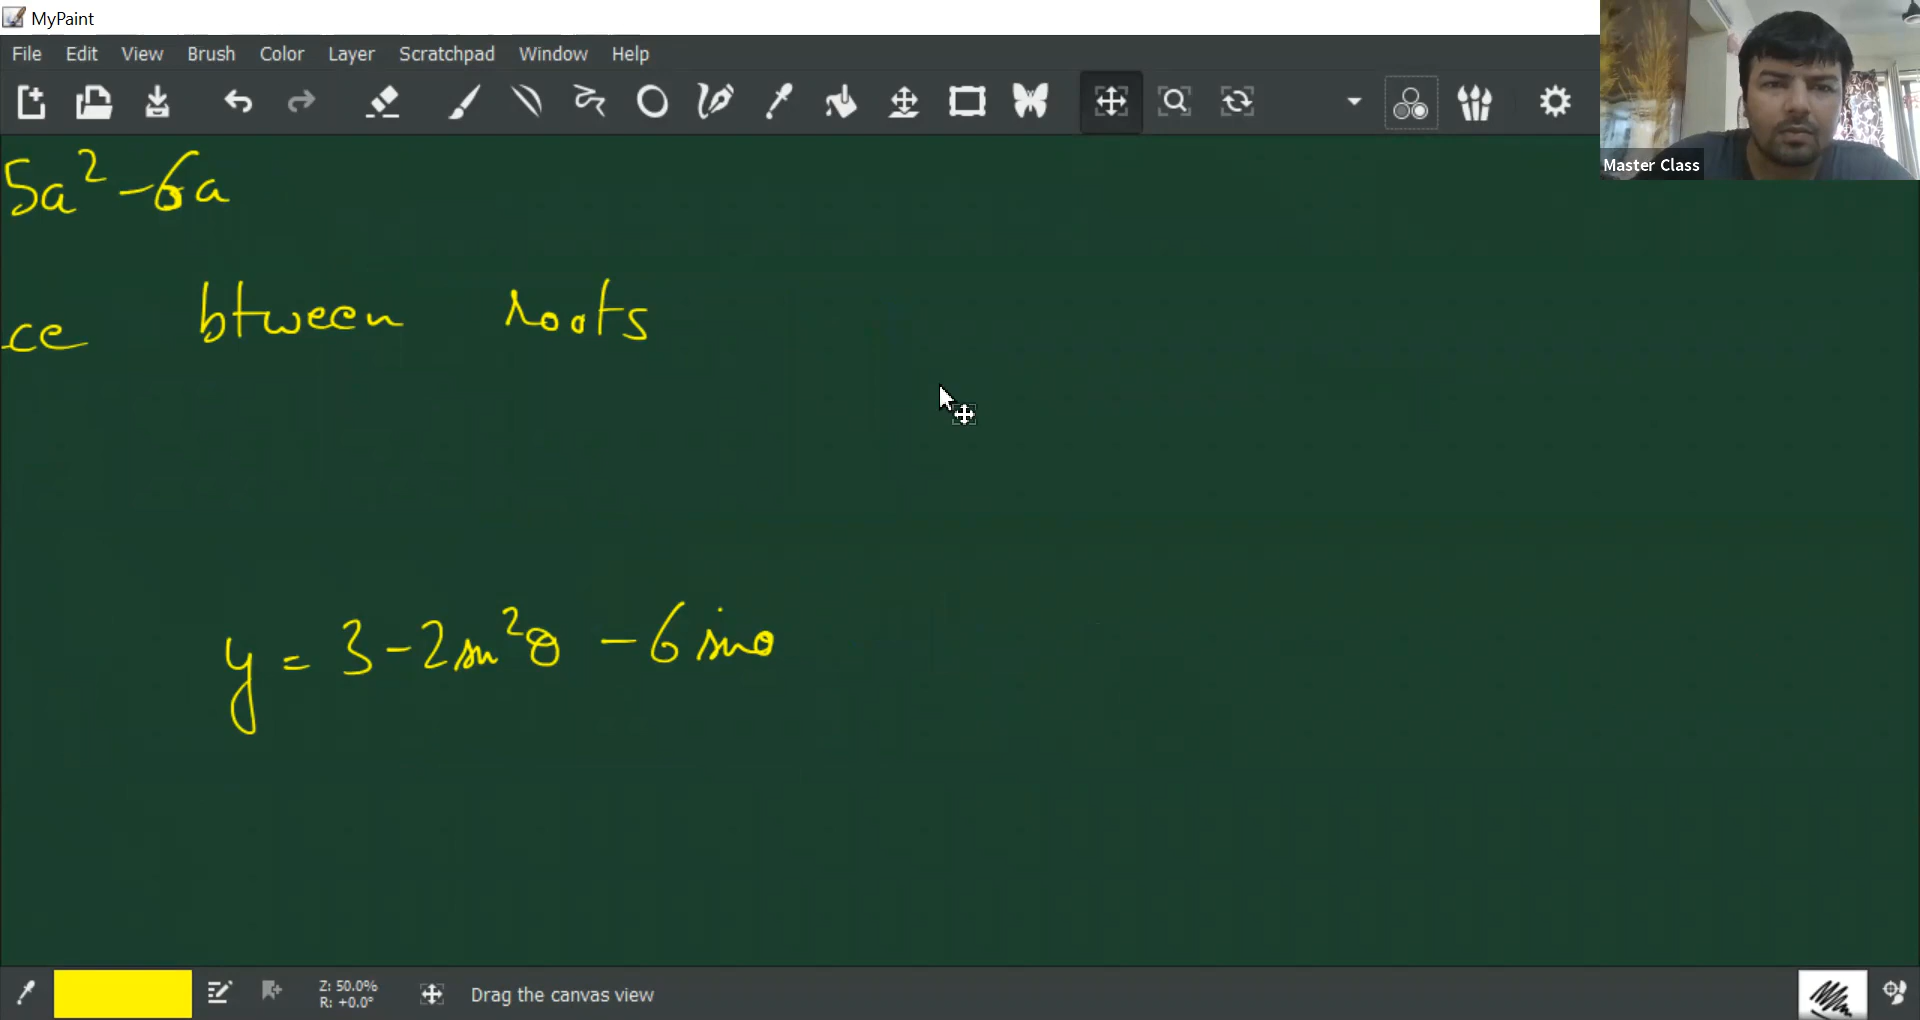 MyPaint
File Edit View Brush Color Layer Scratchpad Window Help
Master Class
5a² - 6a
ce btween roots
y = 3 - 2sin²θ - 6sinθ
Z: 50.0%
R: +0.0°
Drag the canvas view